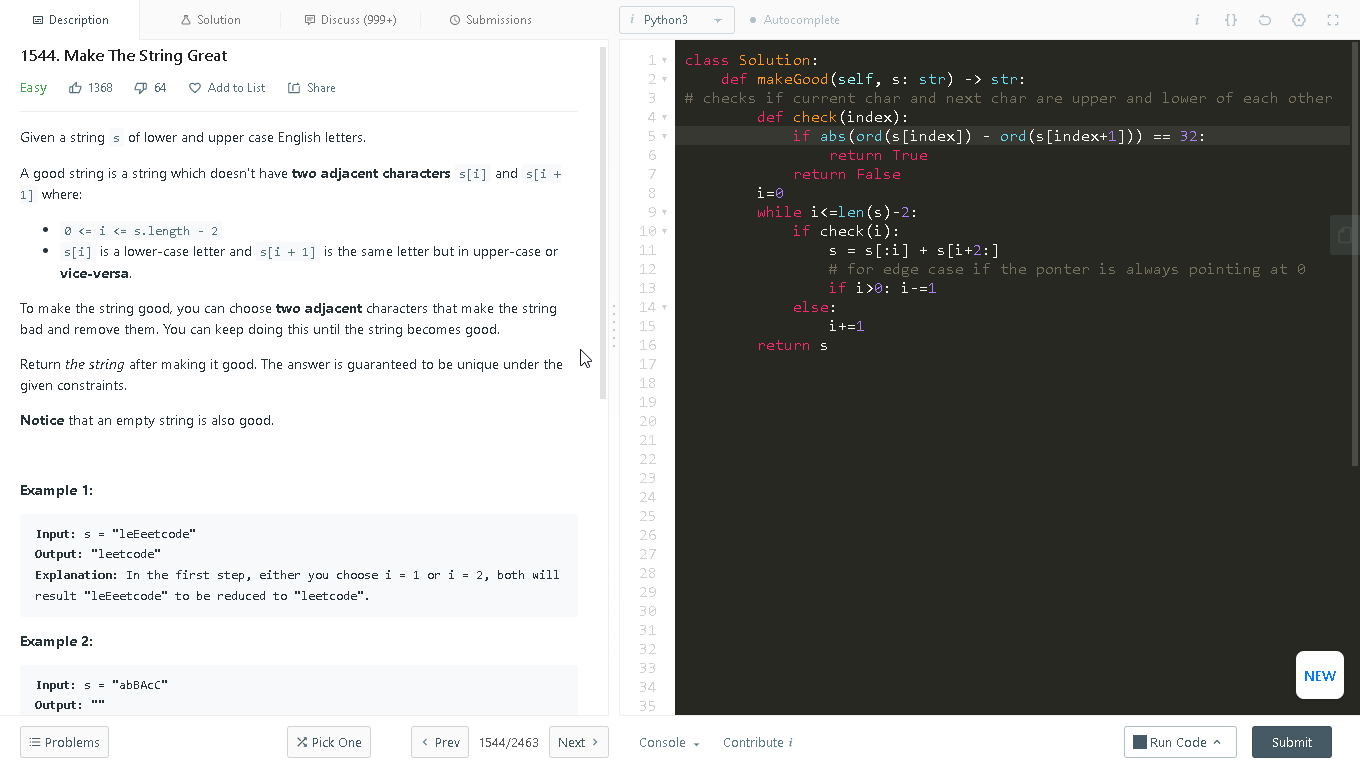 Description
Solution
Discuss (999+)
Submissions
i Python3
Autocomplete
i {}
1544. Make The String Great
Easy 1368 64 Add to List Share
Given a string s of lower and upper case English letters.
A good string is a string which doesn't have two adjacent characters s[i] and s[i +
1] where:
• 0 <= i <= s.length - 2
• s[i] is a lower-case letter and s[i + 1] is the same letter but in upper-case or
vice-versa.
To make the string good, you can choose two adjacent characters that make the string
bad and remove them. You can keep doing this until the string becomes good.
Return the string after making it good. The answer is guaranteed to be unique under the
given constraints.
Notice that an empty string is also good.
Example 1:
Input: s = "leEeetcode"
Output: "leetcode"
Explanation: In the first step, either you choose i = 1 or i = 2, both will
result "leEeetcode" to be reduced to "leetcode".
Example 2:
Input: s = "abBAcC"
Output: ""
1 class Solution:
2 def makeGood(self, s: str) -> str:
3 # checks if current char and next char are upper and lower of each other
4 def check(index):
5 if abs(ord(s[index]) - ord(s[index+1])) == 32:
6 return True
7 return False
8 i=0
9 while i<=len(s)-2:
10 if check(i):
11 s = s[:i] + s[i+2:]
12 # for edge case if the ponter is always pointing at 0
13 if i>0: i-=1
14 else:
15 i+=1
16 return s
17
18
19
20
21
22
23
24
25
26
27
28
29
30
31
32
33
34
35
NEW
Problems
Pick One
< Prev
1544/2463
Next >
Console
Contribute i
Run Code
Submit